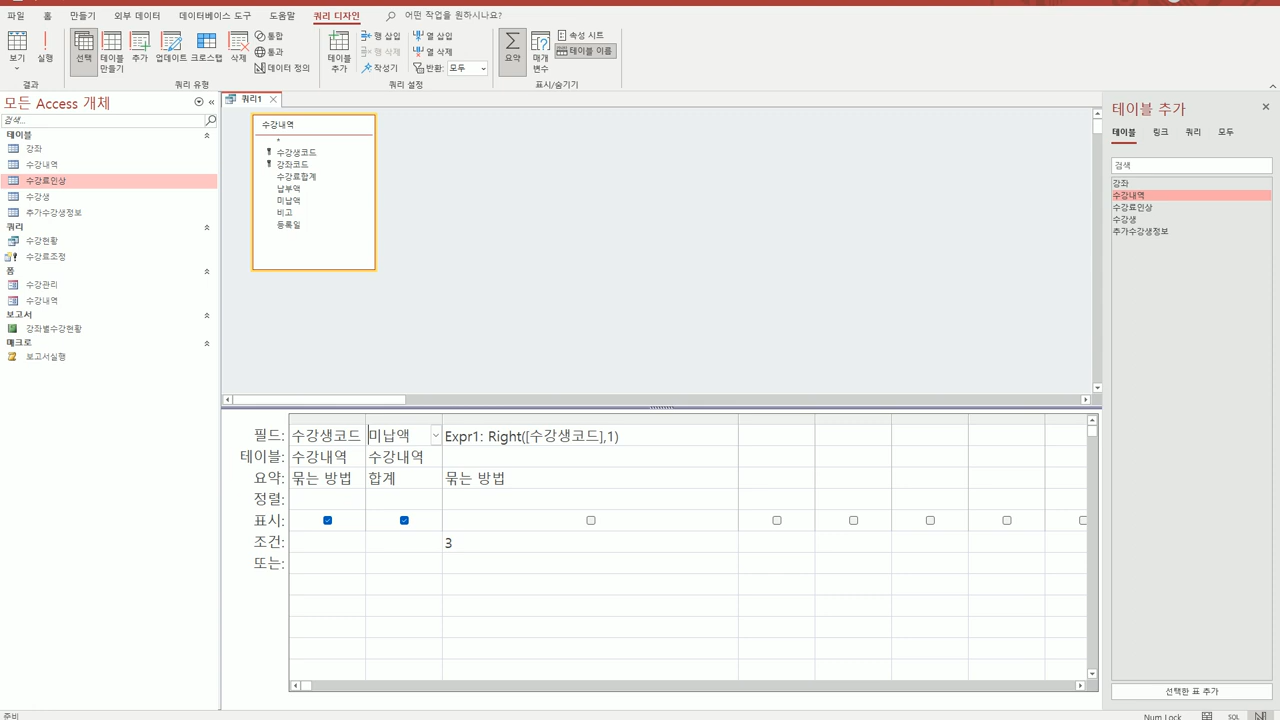 파일 홈 만들기 외부 데이터 데이터베이스 도구 도움말 쿼리 디자인 어떤 작업을 원하시나요?
보기
실행
결과
선택
테이블
만들기
추가
업데이트
크로스탭
삭제
통합
통과
데이터 정의
쿼리 유형
테이블
추가
행 삽입
행 삭제
작성기
열 삽입
열 삭제
반환: 모두
쿼리 설정
요약
매개
변수
속성 시트
테이블 이름
표시/숨기기
모든 Access 개체
검색...
테이블
강좌
수강내역
수강료인상
수강생
추가수강생정보
쿼리
수강현황
수강료조정
폼
수강관리
수강내역
보고서
강좌별수강현황
매크로
보고서실행
쿼리1
수강내역
*
수강생코드
강좌코드
수강료합계
납부액
미납액
비고
등록일
필드: 수강생코드 미납액 Expr1: Right([수강생코드],1)
테이블: 수강내역 수강내역
요약: 묶는 방법 합계 묶는 방법
정렬:
표시:
조건: 3
또는:
테이블 추가
테이블 링크 쿼리 모두
검색
강좌
수강내역
수강료인상
수강생
추가수강생정보
선택한 표 추가
준비
Num Lock SQL